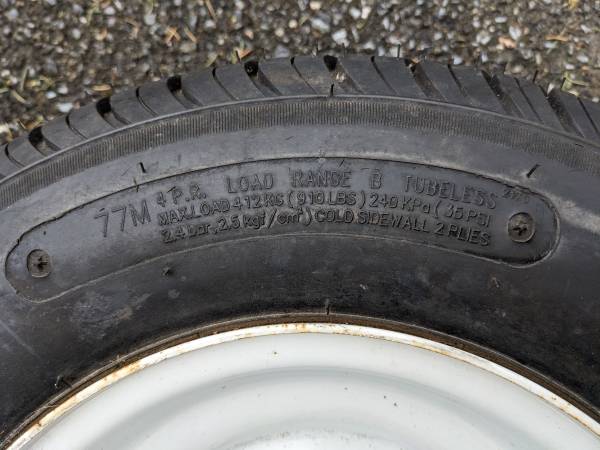 77M
4 P.R. LOAD RANGE B TUBELESS
MAX.LOAD 412 KG (910 LBS) 248 KPa (35 PSI)
2.4 bar, 2.5 kgf/cm²) COLD SIDEWALL 2 PLIES